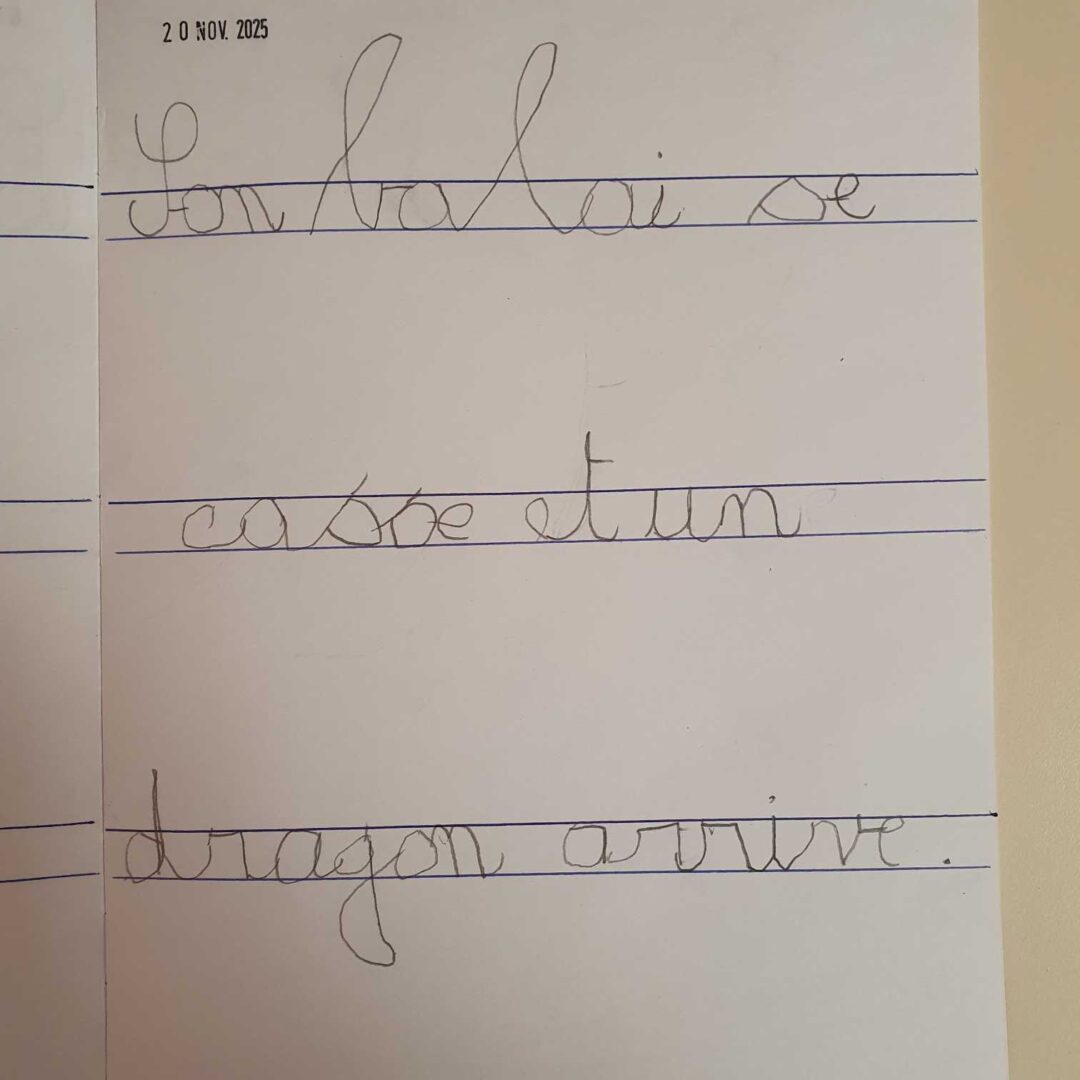 20 NOV. 2025
Son balai se
casse et un
dragon arrive.